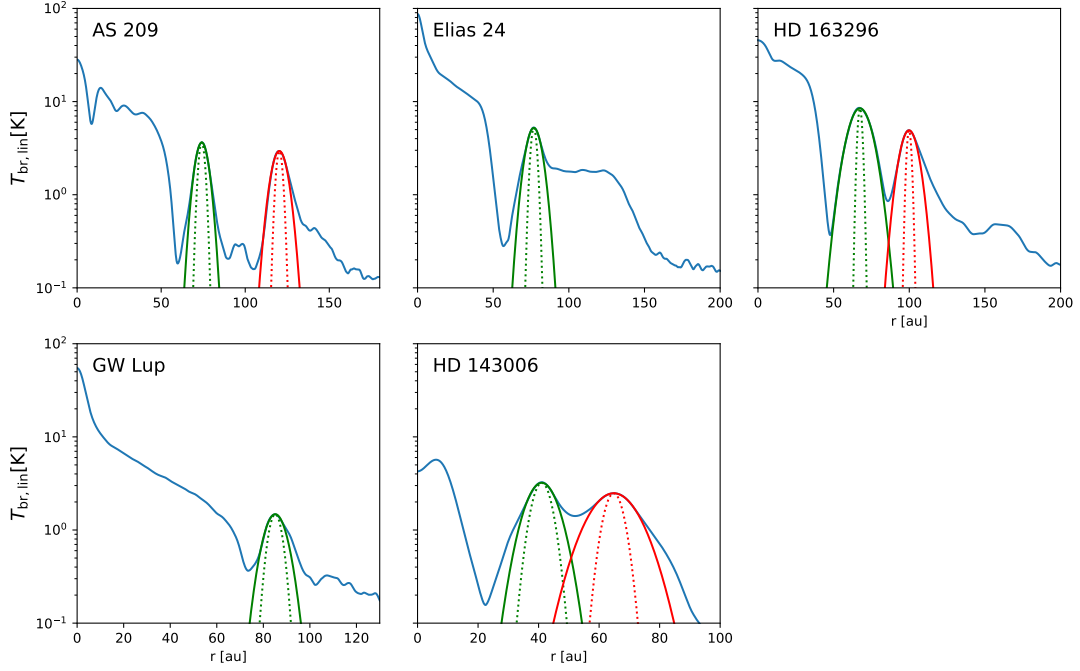 AS 209
Elias 24
HD 163296
T_br,lin[K]
10^2
10^1
10^0
10^−1
0 50 100 150
0 50 100 150 200
0 50 100 150 200
r [au]
GW Lup
HD 143006
T_br,lin[K]
10^2
10^1
10^0
10^−1
0 20 40 60 80 100 120
0 20 40 60 80 100
r [au]
r [au]